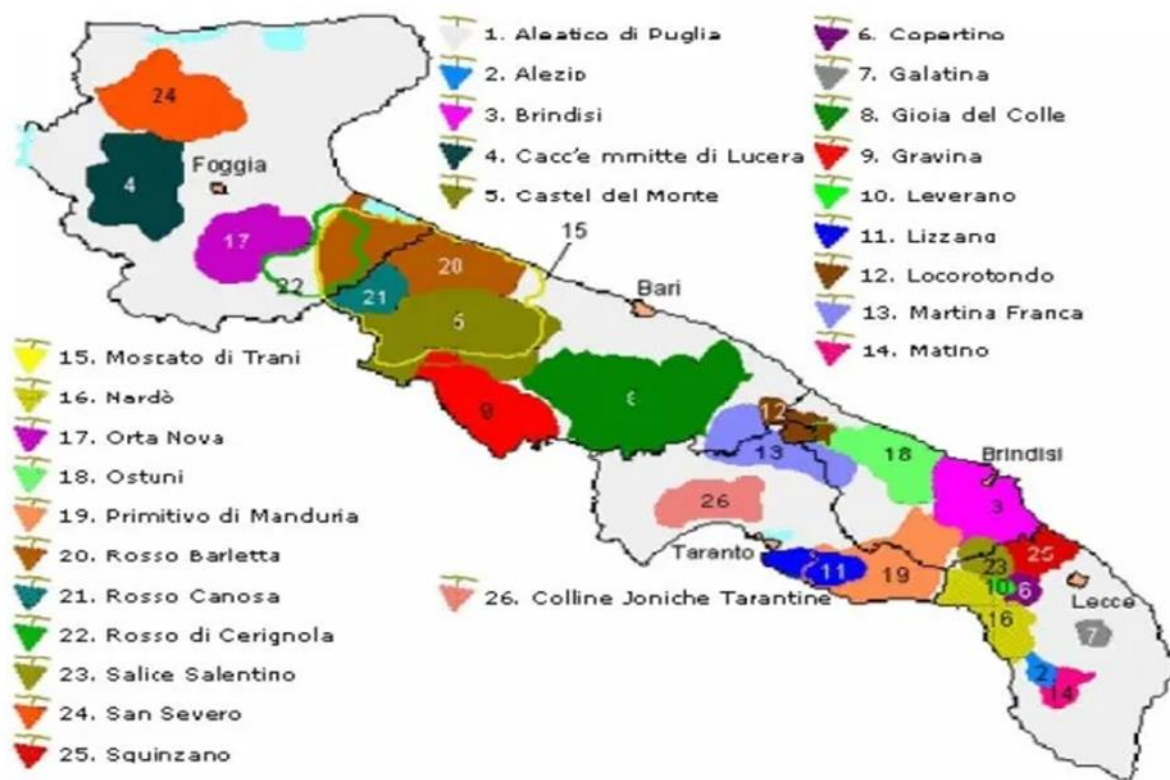 1. Aleatico di Puglia
2. Alezio
3. Brindisi
4. Cacc'e mmitte di Lucera
5. Castel del Monte
6. Copertino
7. Galatina
8. Gioia del Colle
9. Gravina
10. Leverano
11. Lizzano
12. Locorotondo
13. Martina Franca
14. Matino
15. Moscato di Trani
16. Nardò
17. Orta Nova
18. Ostuni
19. Primitivo di Manduria
20. Rosso Barletta
21. Rosso Canosa
22. Rosso di Cerignola
23. Salice Salentino
24. San Severo
25. Squinzano
26. Colline Joniche Tarantine
24
Foggia
4
17
22
15
20
21
Bari
9
12
13
18
Brindisi
3
26
Taranto
11
19
23
25
10
6
Lecce
16
7
2
14